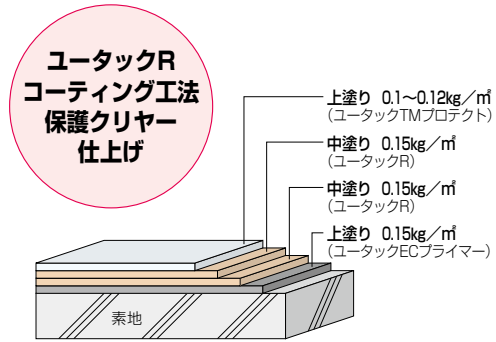 ユータックR
コーティング工法
保護クリヤー
仕上げ
上塗り 0.1〜0.12kg／㎡
（ユータックTMプロテクト）
中塗り 0.15kg／㎡
（ユータックR）
中塗り 0.15kg／㎡
（ユータックR）
上塗り 0.15kg／㎡
（ユータックECプライマー）
素地